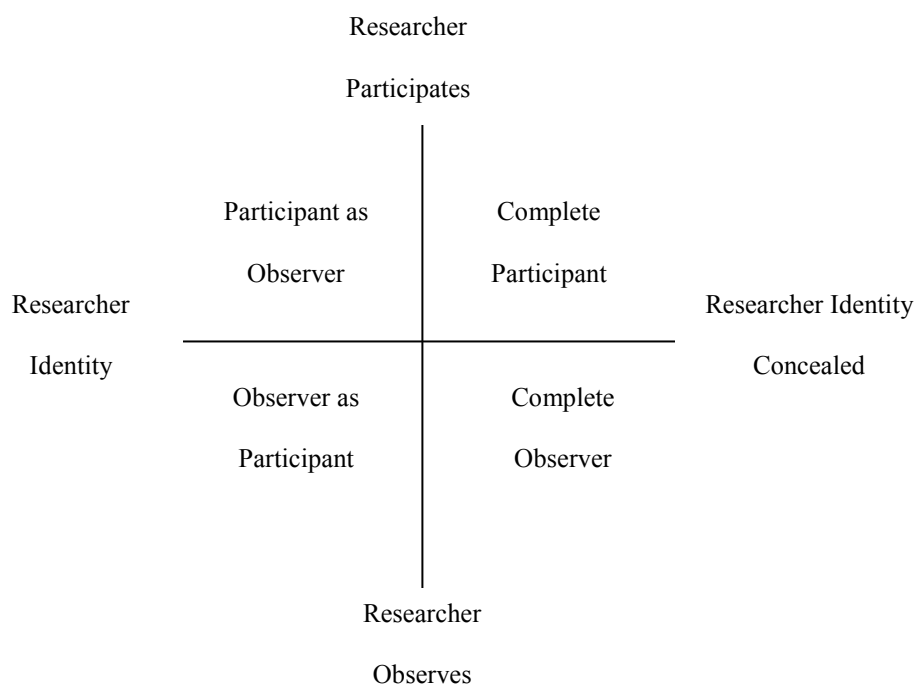 Researcher
Participates
Participant as
Observer
Complete
Participant
Researcher
Identity
Researcher Identity
Concealed
Observer as
Participant
Complete
Observer
Researcher
Observes